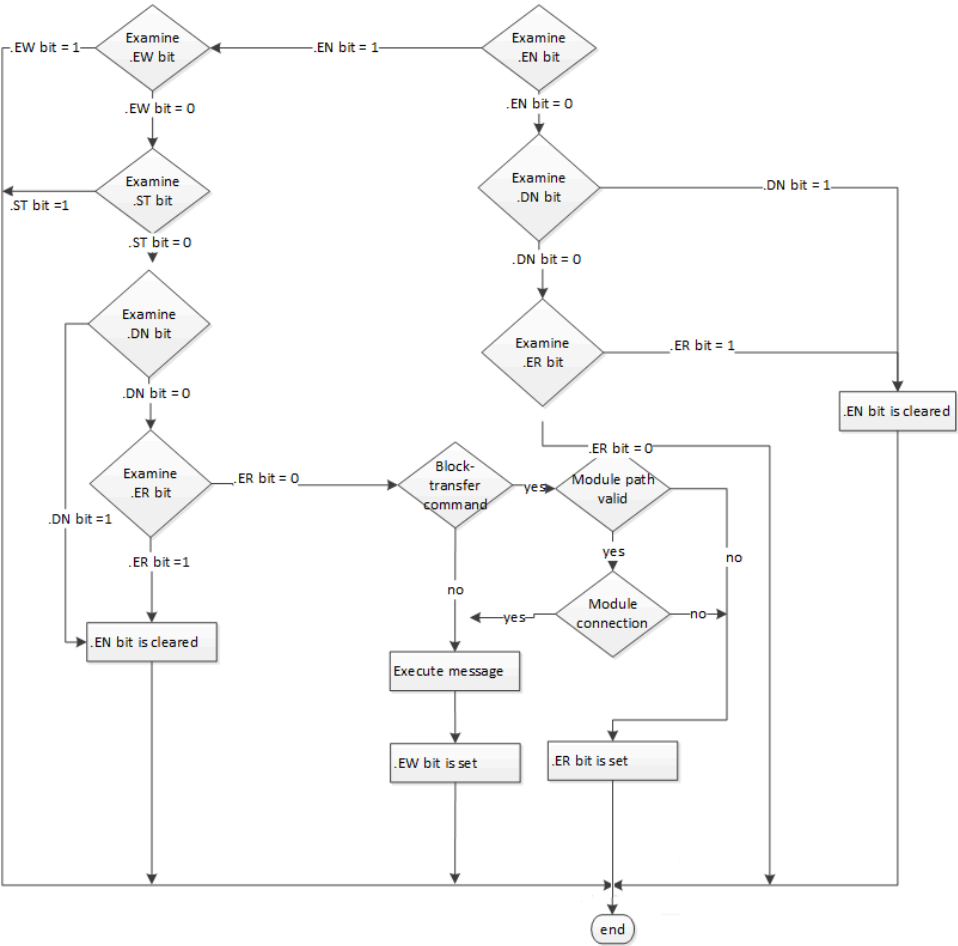 Examine
.EW bit
.EW bit = 1
.EN bit = 1
Examine
.EN bit
.EW bit = 0
.EN bit = 0
Examine
.ST bit
.ST bit =1
Examine
.DN bit
.DN bit = 1
.ST bit = 0
.DN bit = 0
Examine
.DN bit
Examine
.ER bit
.ER bit = 1
.DN bit = 0
.EN bit is cleared
Examine
.ER bit
.ER bit = 0
Block-
transfer
command
yes
.ER bit = 0
Module path
valid
.DN bit =1
.ER bit =1
yes
no
no
Module
connection
yes
no
.EN bit is cleared
Execute message
.EW bit is set
.ER bit is set
end